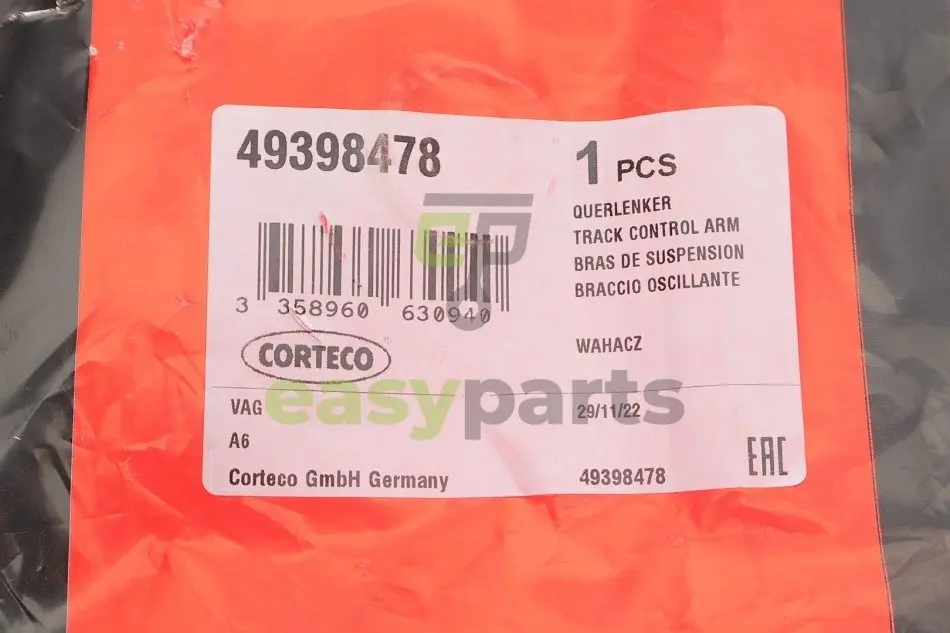 49398478
1 PCS
QUERLENKER
TRACK CONTROL ARM
BRAS DE SUSPENSION
BRACCIO OSCILLANTE
3 358960 630940
WAHACZ
CORTECO
easyparts
VAG
29/11/22
A6
EAC
Corteco GmbH Germany
49398478